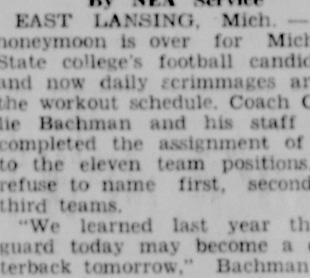 By NEA Service
EAST LANSING, Mich. —
honeymoon is over for Mich
State college's football candid
and now daily scrimmages ar
the workout schedule. Coach C
lie Bachman and his staff
completed the assignment of
to the eleven team positions,
refuse to name first, second
third teams.
"We learned last year th
guard today may become a
terback tomorrow," Bachman